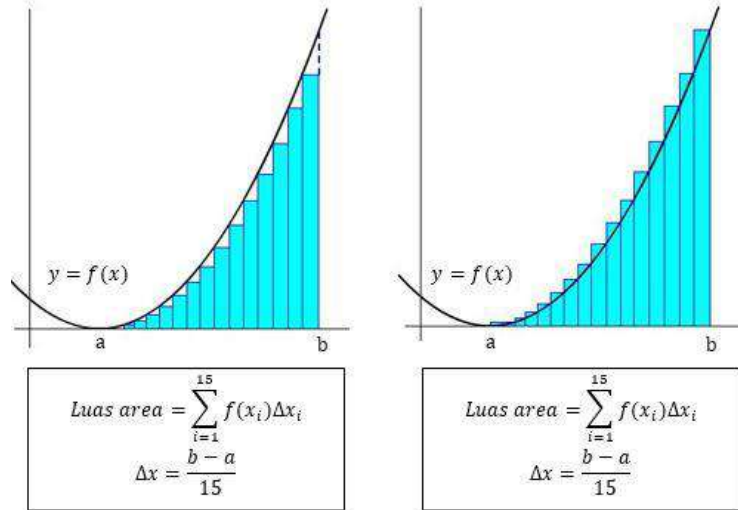 y = f(x)
a
b
Luas area = ∑_{i=1}^{15} f(x_i)Δx_i
Δx = (b − a)/15
y = f(x)
a
b
Luas area = ∑_{i=1}^{15} f(x_i)Δx_i
Δx = (b − a)/15